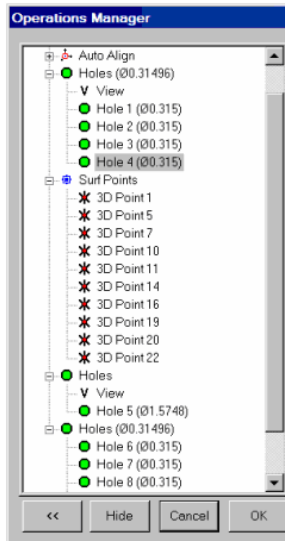 Operations Manager
Auto Align
Holes (Ø0.31496)
V View
Hole 1 (Ø0.315)
Hole 2 (Ø0.315)
Hole 3 (Ø0.315)
Hole 4 (Ø0.315)
Surf Points
3D Point 1
3D Point 5
3D Point 7
3D Point 10
3D Point 11
3D Point 14
3D Point 16
3D Point 19
3D Point 20
3D Point 22
Holes
V View
Hole 5 (Ø1.5748)
Holes (Ø0.31496)
Hole 6 (Ø0.315)
Hole 7 (Ø0.315)
Hole 8 (Ø0.315)
<< Hide Cancel OK